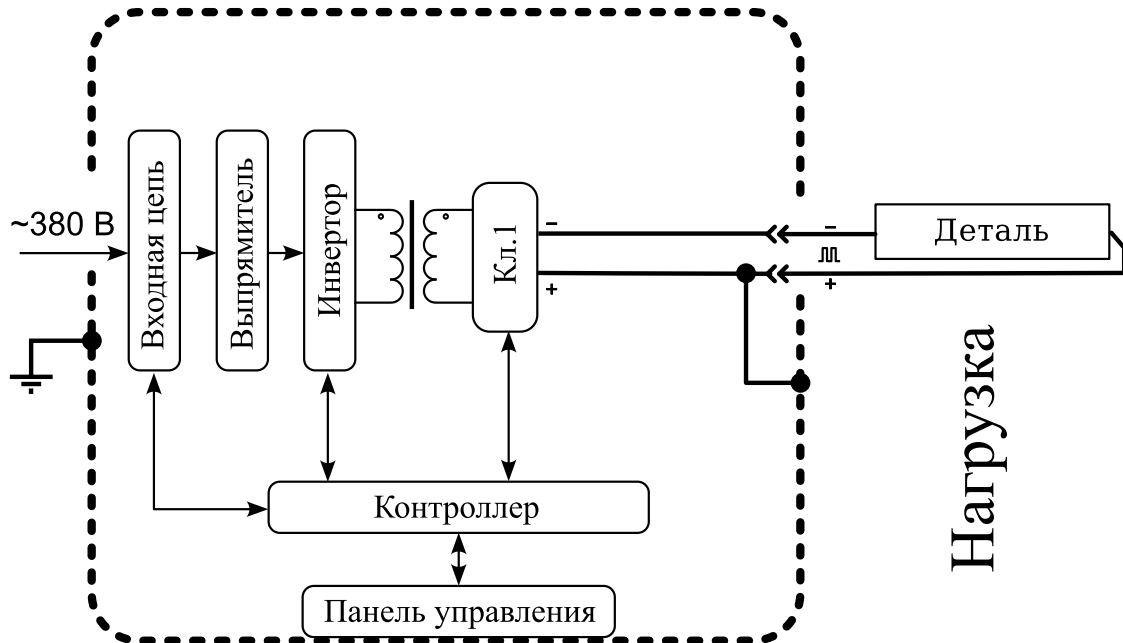 ~380 В
Входная цепь
Выпрямитель
Инвертор
Кл.1
−
+
−
+
Деталь
Нагрузка
Контроллер
Панель управления